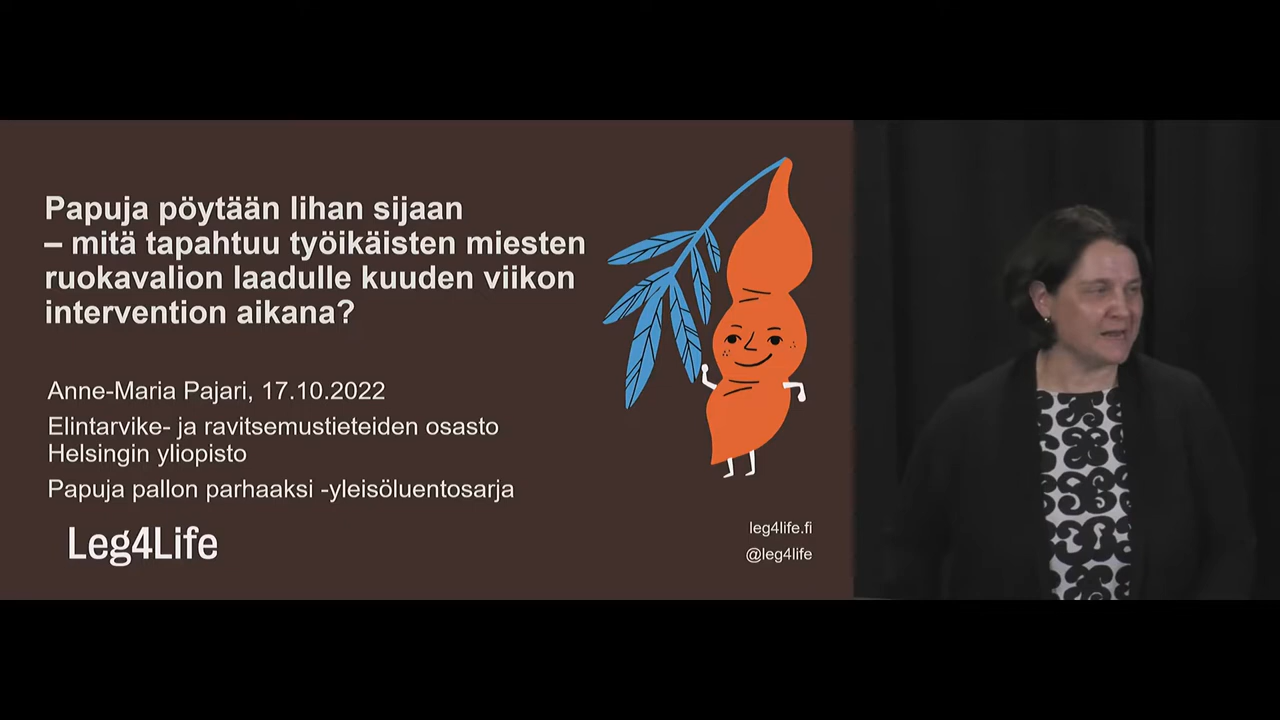 Papuja pöytään lihan sijaan
– mitä tapahtuu työikäisten miesten
ruokavalion laadulle kuuden viikon
intervention aikana?
Anne-Maria Pajari, 17.10.2022
Elintarvike- ja ravitsemustieteiden osasto
Helsingin yliopisto
Papuja pallon parhaaksi -yleisöluentosarja
Leg4Life
leg4life.fi
@leg4life